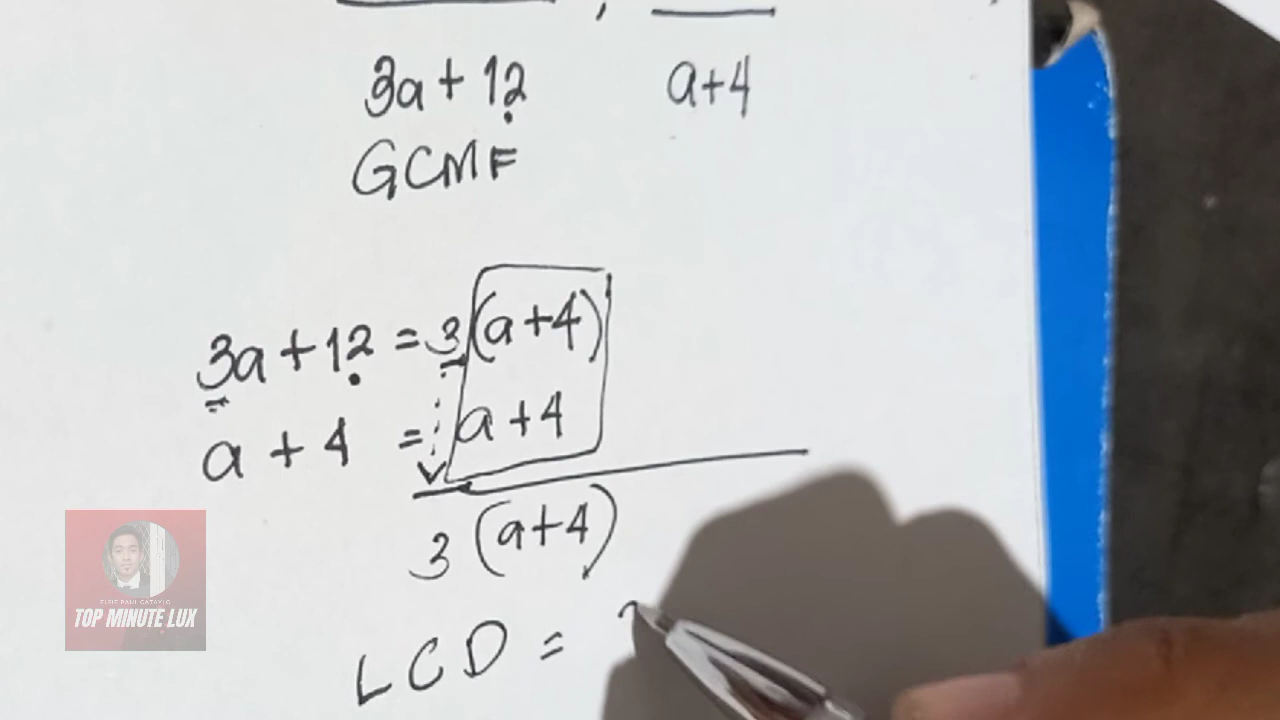 3a + 12 , a+4
GCMF
3a + 12 = 3 (a + 4)
a + 4 = a + 4
3 (a+4)
LCD =
TOP MINUTE LUX